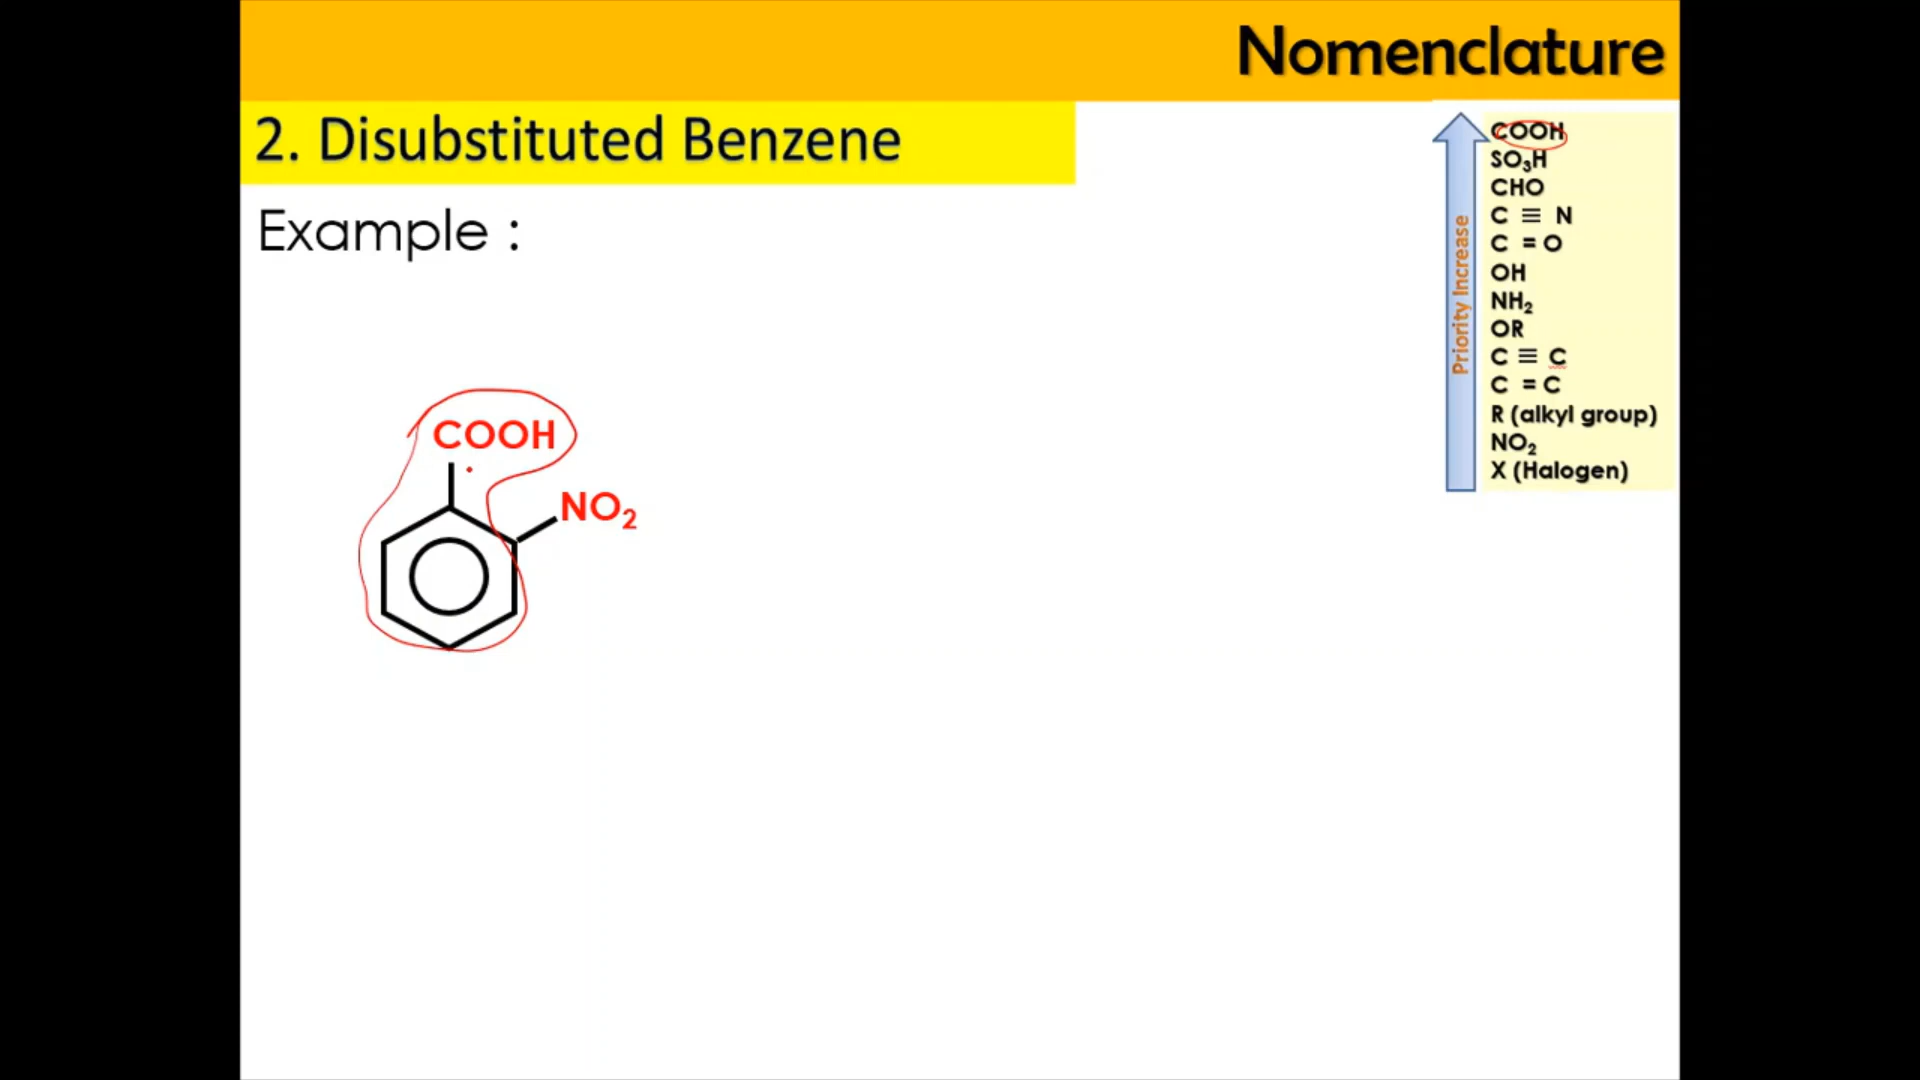 Nomenclature
2. Disubstituted Benzene
Example :
COOH
NO₂
Priority Increase
COOH
SO₃H
CHO
C ≡ N
C = O
OH
NH₂
OR
C ≡ C
C = C
R (alkyl group)
NO₂
X (Halogen)